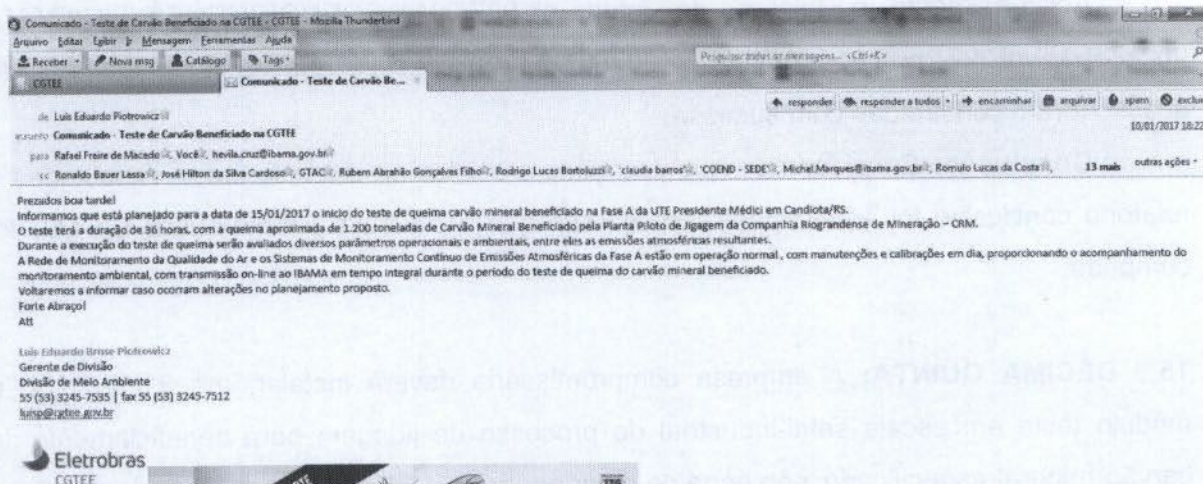 Comunicado - Teste de Carvão Beneficiado na CGTEE - CGTEE - Mozilla Thunderbird
Arquivo Editar Exibir Ir Mensagem Ferramentas Ajuda
Receber Nova msg Catálogo Tags
Pesquisar todas as mensagens... <Ctrl+K>
CGTEE Comunicado - Teste de Carvão Be...
responder responder a todos encaminhar arquivar spam
de Luis Eduardo Piotrowicz
Comunicado - Teste de Carvão Beneficiado na CGTEE 10/01/2017 18:22
para Rafael Freire de Macedo, Você, hevila.cruz@ibama.gov.br
cc Ronaldo Bauer Lessa, José Hilton da Silva Cardoso, GTAC, Rubem Abrahão Gonçalves Filho, Rodrigo Lucas Bortoluzzi, 'claudia barros', 'COEND - SEDE', Michel.Marques@ibama.gov.br, Romulo Lucas da Costa, 13 mais outras ações
Prezados boa tarde!
Informamos que está planejado para a data de 15/01/2017 o início do teste de queima carvão mineral beneficiado na Fase A da UTE Presidente Médici em Candiota/RS.
O teste terá a duração de 36 horas, com a queima aproximada de 1.200 toneladas de Carvão Mineral Beneficiado pela Planta Piloto de Jigagem da Companhia Riograndense de Mineração – CRM.
Durante a execução do teste de queima serão avaliados diversos parâmetros operacionais e ambientais, entre eles as emissões atmosféricas resultantes.
A Rede de Monitoramento da Qualidade do Ar e os Sistemas de Monitoramento Contínuo de Emissões Atmosféricas da Fase A estão em operação normal , com manutenções e calibrações em dia, proporcionando o acompanhamento do
monitoramento ambiental, com transmissão on-line ao IBAMA em tempo integral durante o período do teste de queima do carvão mineral beneficiado.
Voltaremos a informar caso ocorram alterações no planejamento proposto.
Forte Abraço!
Att
Luis Eduardo Brose Piotrowicz
Gerente de Divisão
Divisão de Meio Ambiente
55 (53) 3245-7535 | fax 55 (53) 3245-7512
luisp@cgtee.gov.br
Eletrobras
CGTEE